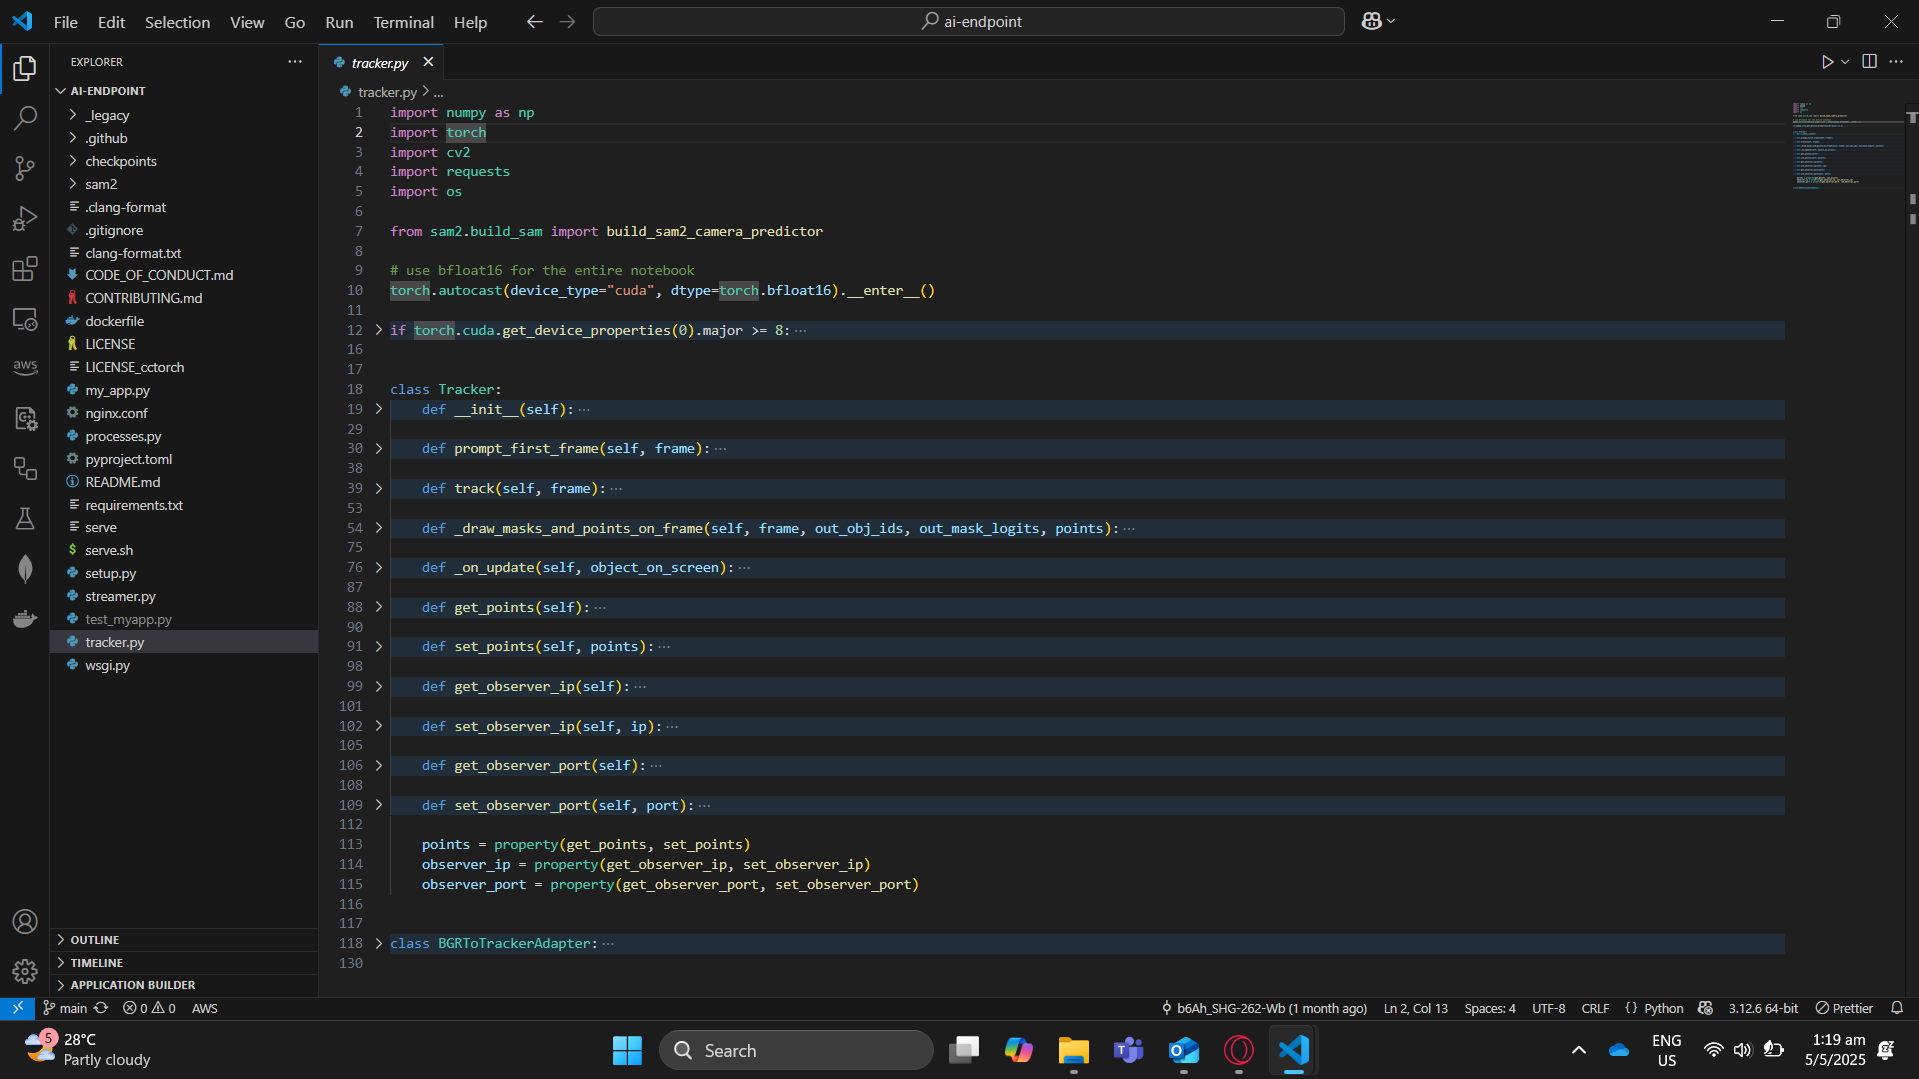 File Edit Selection View Go Run Terminal Help
ai-endpoint
EXPLORER
AI-ENDPOINT
_legacy
.github
checkpoints
sam2
.clang-format
.gitignore
clang-format.txt
CODE_OF_CONDUCT.md
CONTRIBUTING.md
dockerfile
LICENSE
LICENSE_cctorch
my_app.py
nginx.conf
processes.py
pyproject.toml
README.md
requirements.txt
serve
serve.sh
setup.py
streamer.py
test_myapp.py
tracker.py
wsgi.py
OUTLINE
TIMELINE
APPLICATION BUILDER
aws
tracker.py
tracker.py > ...
1 import numpy as np
2 import torch
3 import cv2
4 import requests
5 import os
6
7 from sam2.build_sam import build_sam2_camera_predictor
8
9 # use bfloat16 for the entire notebook
10 torch.autocast(device_type="cuda", dtype=torch.bfloat16).__enter__()
11
12 if torch.cuda.get_device_properties(0).major >= 8: ...
16
17
18 class Tracker:
19 def __init__(self): ...
29
30 def prompt_first_frame(self, frame): ...
38
39 def track(self, frame): ...
53
54 def _draw_masks_and_points_on_frame(self, frame, out_obj_ids, out_mask_logits, points): ...
75
76 def _on_update(self, object_on_screen): ...
87
88 def get_points(self): ...
90
91 def set_points(self, points): ...
98
99 def get_observer_ip(self): ...
101
102 def set_observer_ip(self, ip): ...
105
106 def get_observer_port(self): ...
108
109 def set_observer_port(self, port): ...
112
113 points = property(get_points, set_points)
114 observer_ip = property(get_observer_ip, set_observer_ip)
115 observer_port = property(get_observer_port, set_observer_port)
116
117
118 class BGRToTrackerAdapter: ...
130
main 0 0 AWS
b6Ah_SHG-262-Wb (1 month ago) Ln 2, Col 13 Spaces: 4 UTF-8 CRLF {} Python 3.12.6 64-bit Prettier
5
28°C
Partly cloudy
Search
ENG
US
1:19 am
5/5/2025